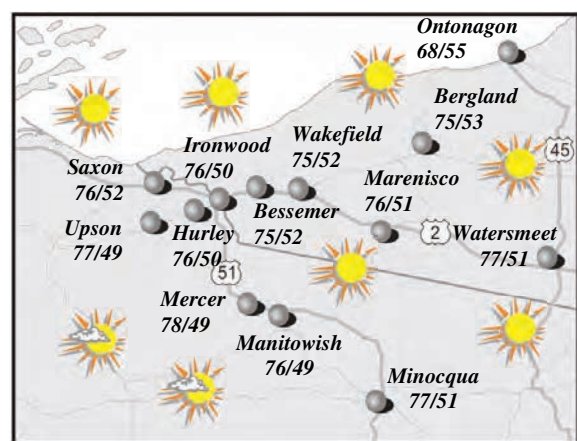 Ontonagon
68/55
Bergland
75/53
45
Ironwood
76/50
Wakefield
75/52
Saxon
76/52
Marenisco
76/51
Upson
77/49
Hurley
76/50
Bessemer
75/52
2
Watersmeet
77/51
51
Mercer
78/49
Manitowish
76/49
Minocqua
77/51